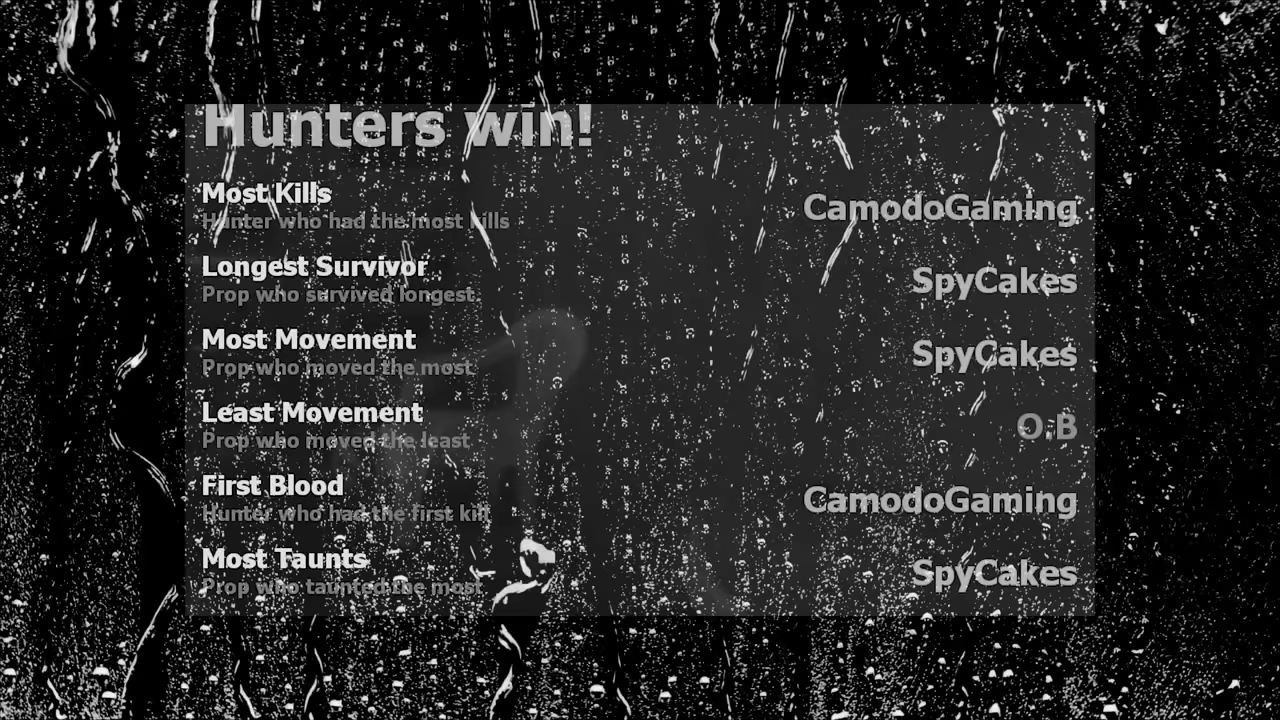 Hunters win!
Most Kills
Hunter who had the most kills
CamodoGaming
Longest Survivor
Prop who survived longest
SpyCakes
Most Movement
Prop who moved the most
SpyCakes
Least Movement
Prop who moved the least
O.B
First Blood
Hunter who had the first kill
CamodoGaming
Most Taunts
Prop who taunted the most
SpyCakes